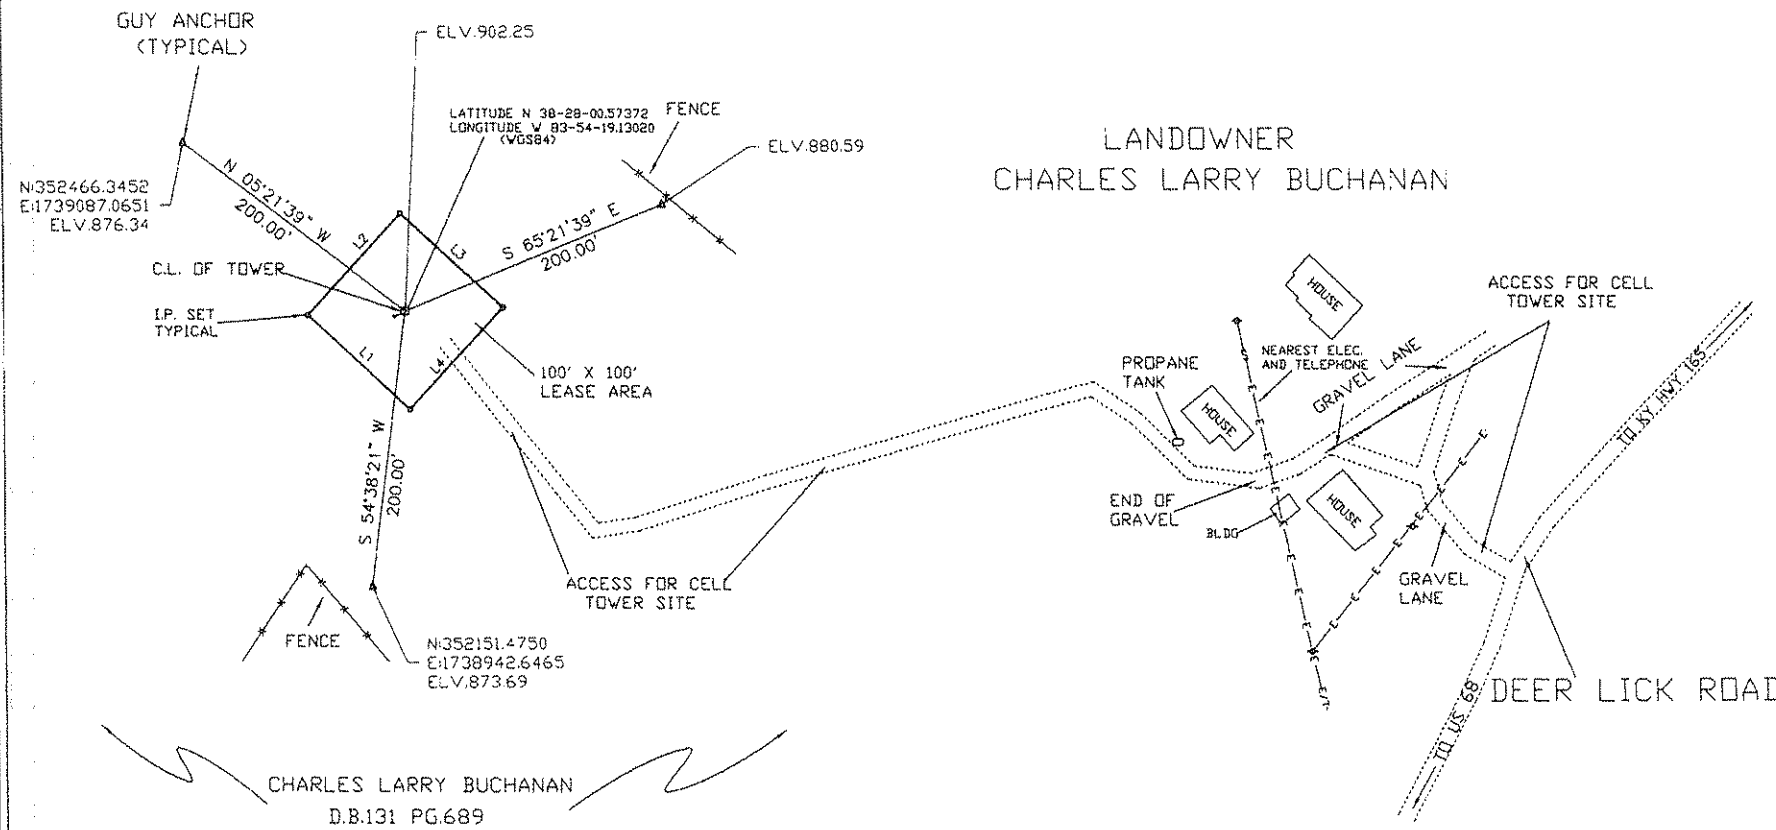 GUY ANCHOR
(TYPICAL)
ELV.902.25
LATITUDE N 38-28-00.57372
LONGITUDE W 83-54-19.13020
(WGS84)
FENCE
ELV.880.59
LANDOWNER
CHARLES LARRY BUCHANAN
N:352466.3452
E:1739087.0651
ELV.876.34
N 05°21'39" W
200.00'
L2
L3
S 65°21'39" E
200.00'
C.L. OF TOWER
I.P. SET
TYPICAL
L1
L4
100' X 100'
LEASE AREA
S 54°38'21" W
200.00'
FENCE
N:352151.4750
E:1738942.6465
ELV.873.69
ACCESS FOR CELL
TOWER SITE
PROPANE
TANK
HOUSE
HOUSE
HOUSE
NEAREST ELEC.
AND TELEPHONE
GRAVEL LANE
ACCESS FOR CELL
TOWER SITE
END OF
GRAVEL
BLDG
E
E
E
E
E
E
E
E
E
E
E
E
E
E/T
GRAVEL
LANE
TO KY HWY 165
TO US 68
DEER LICK ROAD
CHARLES LARRY BUCHANAN
D.B.131 PG.689